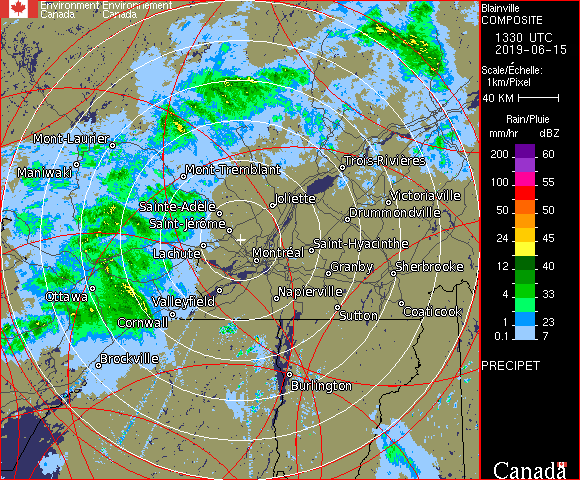 Environment Environnement
Canada Canada
Blainville
COMPOSITE
1330 UTC
2019-06-15
Scale/Échelle:
1km/Pixel
40 KM
Rain/Pluie
mm/hr dBZ
200 60
100 55
50 50
24 45
12 40
4 33
1 23
0.1 7
PRECIPET
Mont-Laurier
Maniwaki
Mont-Tremblant
Trois-Rivières
Sainte-Adèle
Joliette
Victoriaville
Drummondville
Saint-Jérôme
Lachute
Montréal
Saint-Hyacinthe
Granby
Sherbrooke
Ottawa
Valleyfield
Napierville
Cornwall
Sutton
Coaticook
Brockville
Burlington
Canada